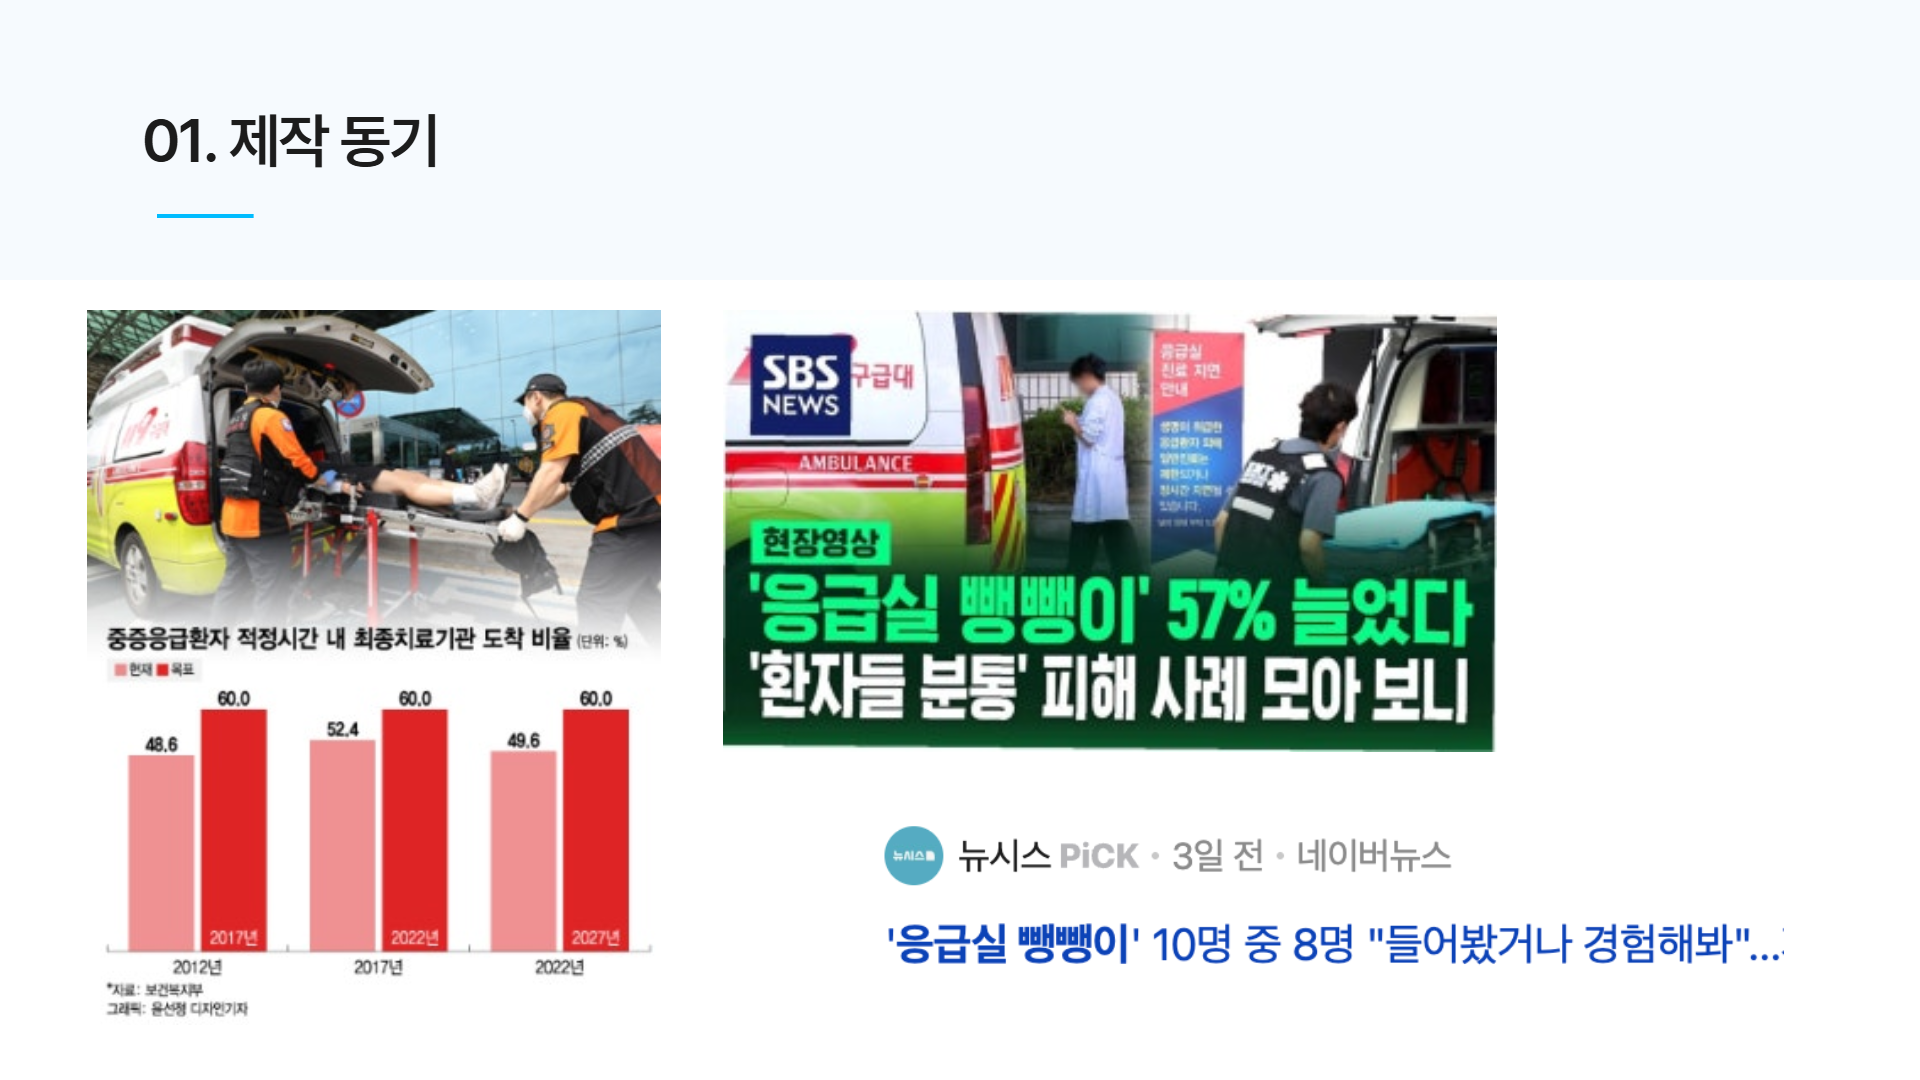 01. 제작 동기
119 구급대
중증응급환자 적정시간 내 최종치료기관 도착 비율 (단위: %)
현재 목표
48.6 60.0 52.4 60.0 49.6 60.0
2017년 2022년 2027년
2012년 2017년 2022년
*자료: 보건복지부
그래픽: 윤선정 디자인기자
SBS
NEWS
구급대
AMBULANCE
응급실
진료 지연
안내
현장영상
'응급실 뺑뺑이' 57% 늘었다
'환자들 분통' 피해 사례 모아 보니
뉴시스
뉴시스 PiCK · 3일 전 · 네이버뉴스
'응급실 뺑뺑이' 10명 중 8명 "들어봤거나 경험해봐"...